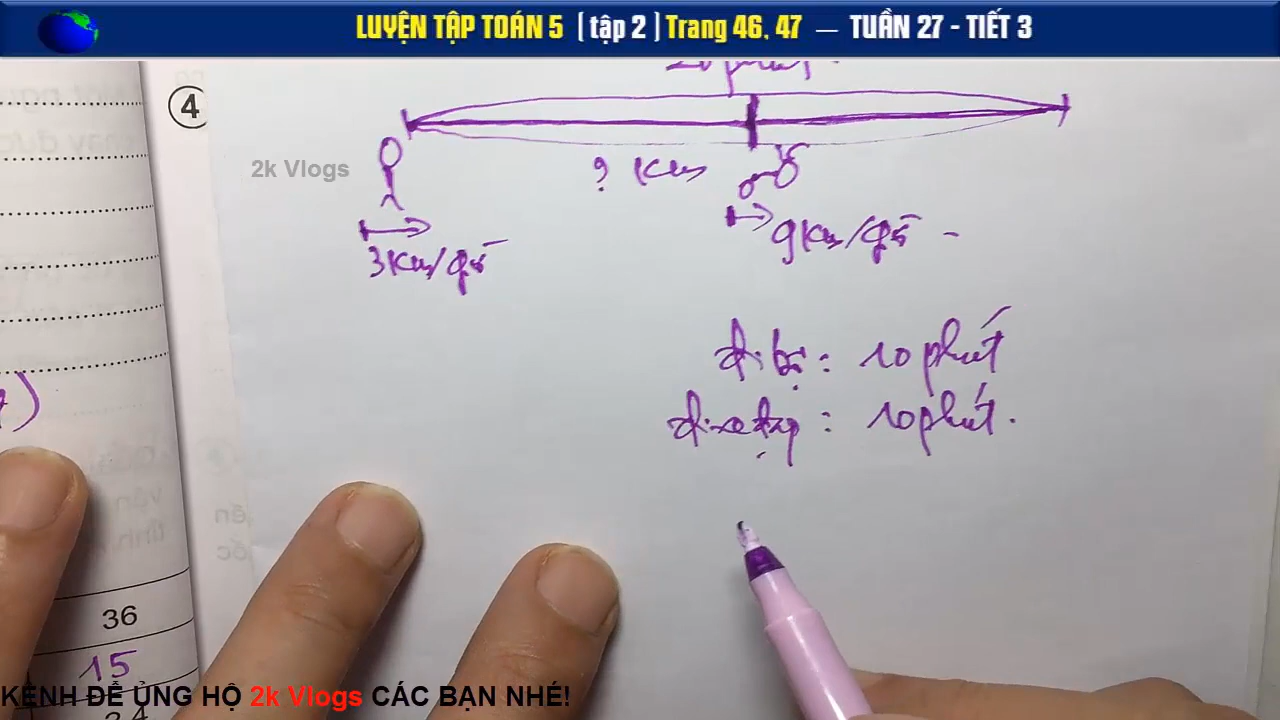 LUYỆN TẬP TOÁN 5 ( tập 2 ) Trang 46, 47 — TUẦN 27 - TIẾT 3
4
2k Vlogs
? Km
3Km/giờ
9Km/giờ
đi bộ : 10 phút
đi xe đạp : 10 phút.
36
15
24
KÊNH ĐỂ ỦNG HỘ 2k Vlogs CÁC BẠN NHÉ!